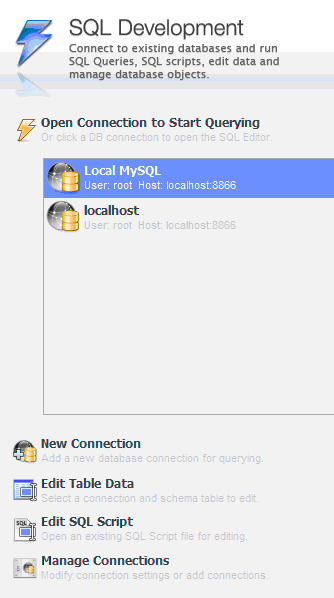 SQL Development
Connect to existing databases and run
SQL Queries, SQL scripts, edit data and
manage database objects.
Open Connection to Start Querying
Or click a DB connection to open the SQL Editor.
Local MySQL
User: root Host: localhost:8866
localhost
User: root Host: localhost:8866
New Connection
Add a new database connection for querying.
Edit Table Data
Select a connection and schema table to edit.
Edit SQL Script
Open an existing SQL Script file for editing.
Manage Connections
Modify connection settings or add connections.